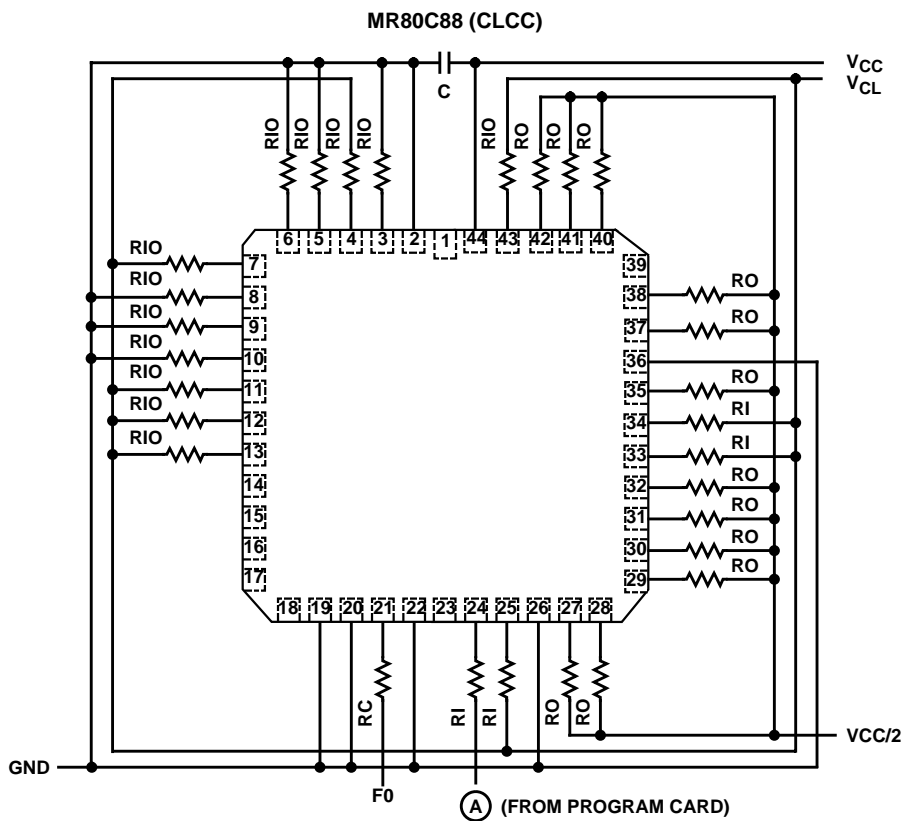 MR80C88 (CLCC)
VCC
VCL
C
RIO
RIO
RIO
RIO
RIO
RO
RO
RO
6
5
4
3
2
1
44
43
42
41
40
RIO
RIO
RIO
RIO
RIO
RIO
RIO
7
8
9
10
11
12
13
14
15
16
17
39
38
37
36
35
34
33
32
31
30
29
RO
RO
RO
RI
RI
RO
RO
RO
RO
18
19
20
21
22
23
24
25
26
27
28
RC
RI
RI
RO
RO
VCC/2
GND
F0
A (FROM PROGRAM CARD)